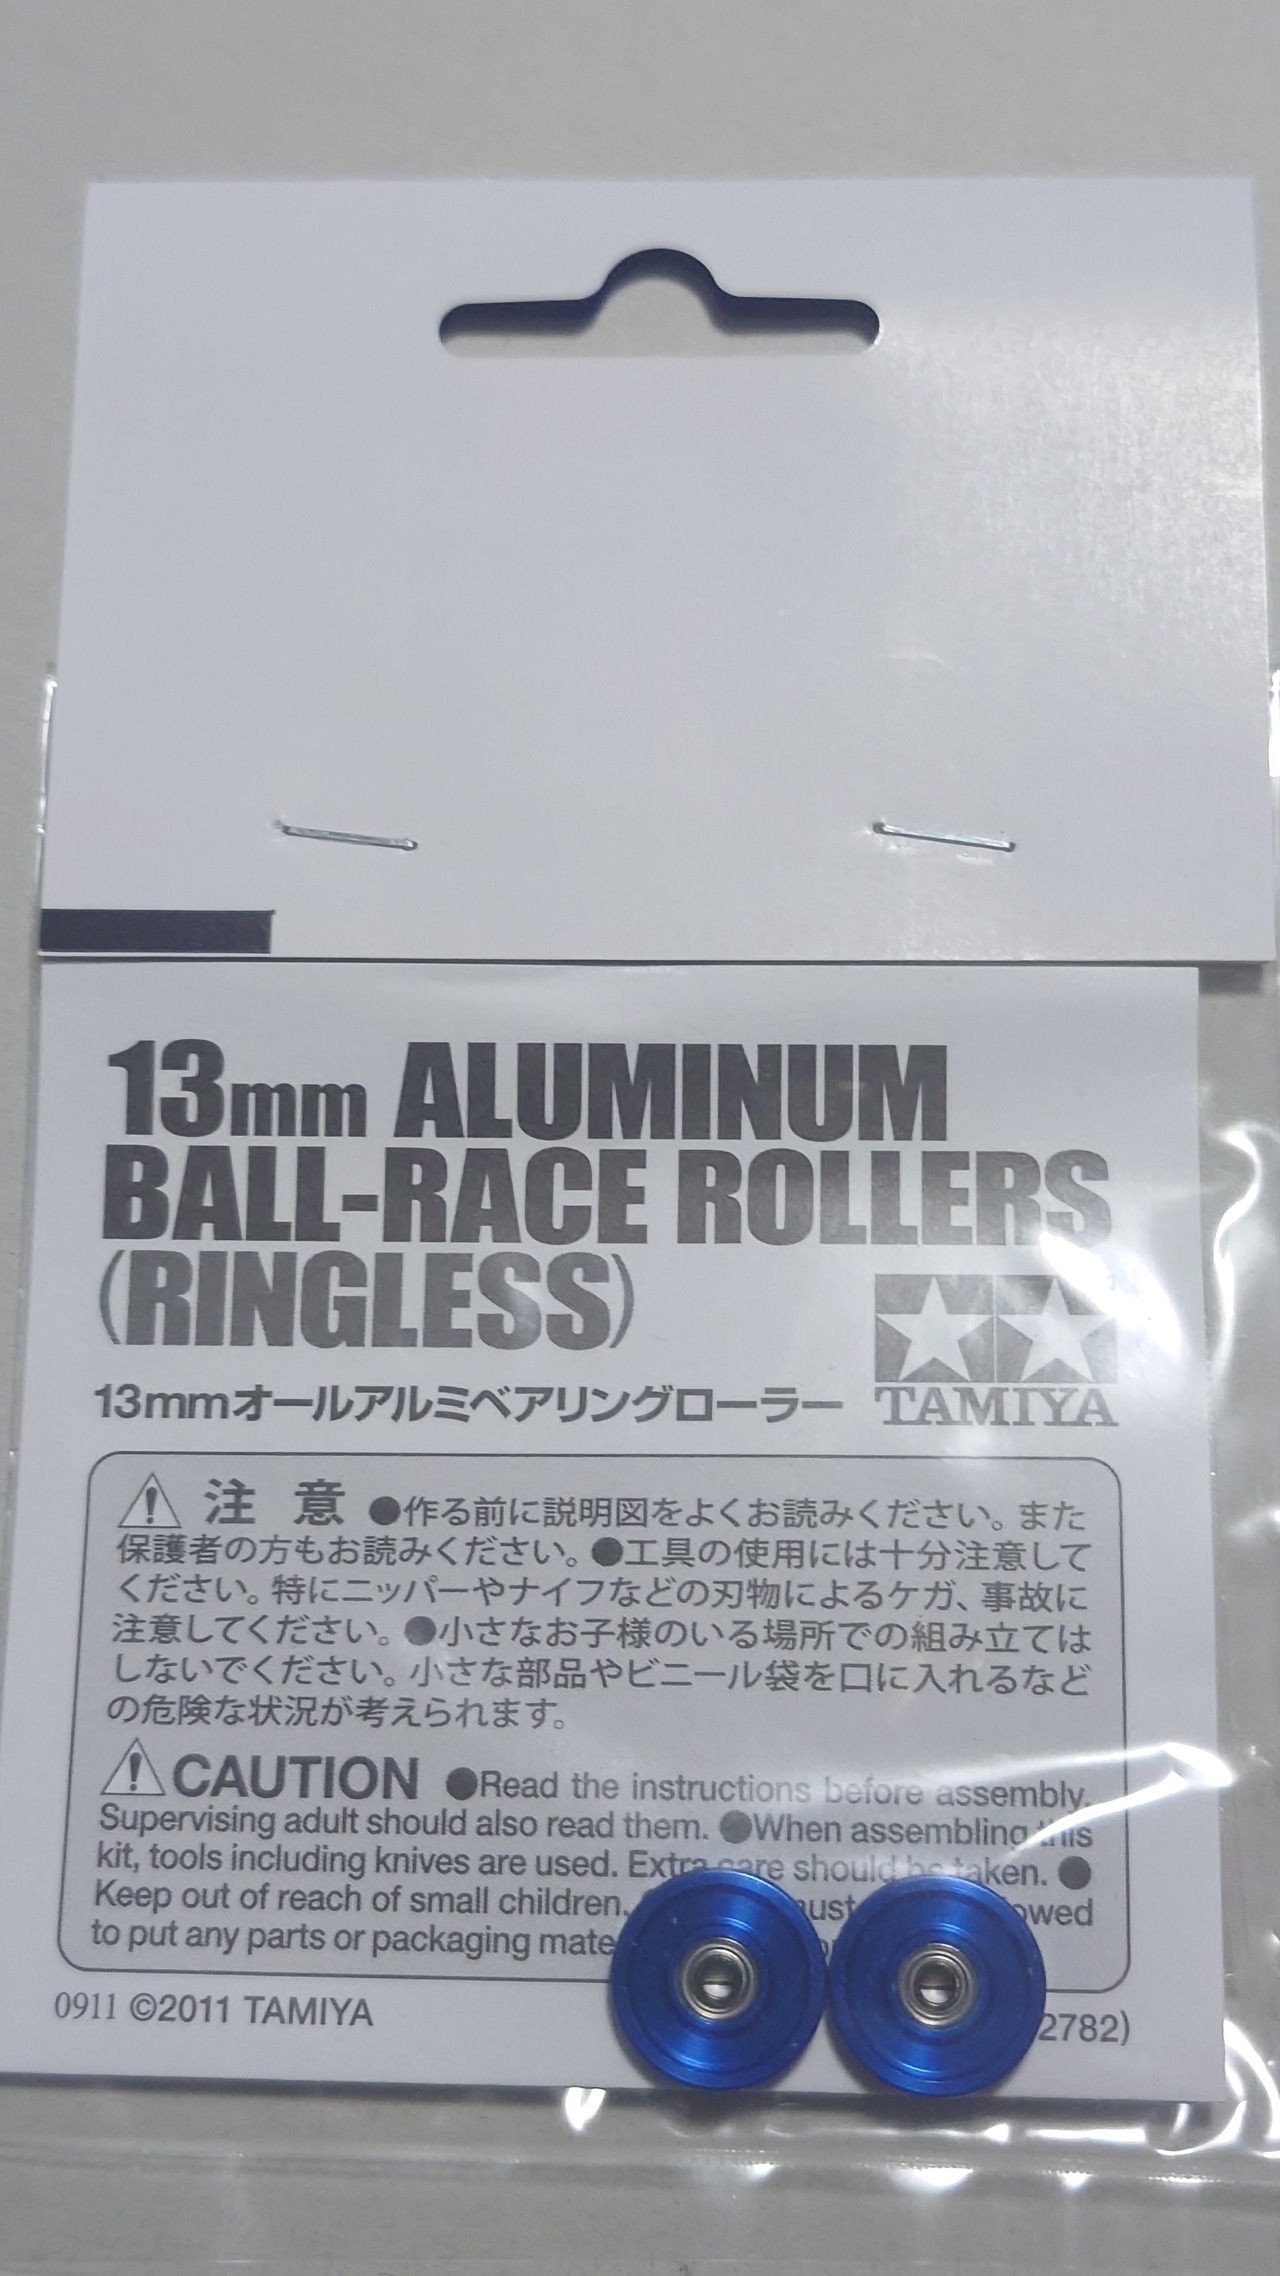 13mm ALUMINUM
BALL-RACE ROLLERS
(RINGLESS)
13mmオールアルミベアリングローラー
TAMIYA
注 意 ●作る前に説明図をよくお読みください。また
保護者の方もお読みください。●工具の使用には十分注意して
ください。特にニッパーやナイフなどの刃物によるケガ、事故に
注意してください。●小さなお子様のいる場所での組み立ては
しないでください。小さな部品やビニール袋を口に入れるなど
の危険な状況が考えられます。
CAUTION ●Read the instructions before assembly.
Supervising adult should also read them. ●When assembling this
kit, tools including knives are used. Extra care should be taken. ●
Keep out of reach of small children.
to put any parts or packaging
0911 ©2011 TAMIYA
2782)